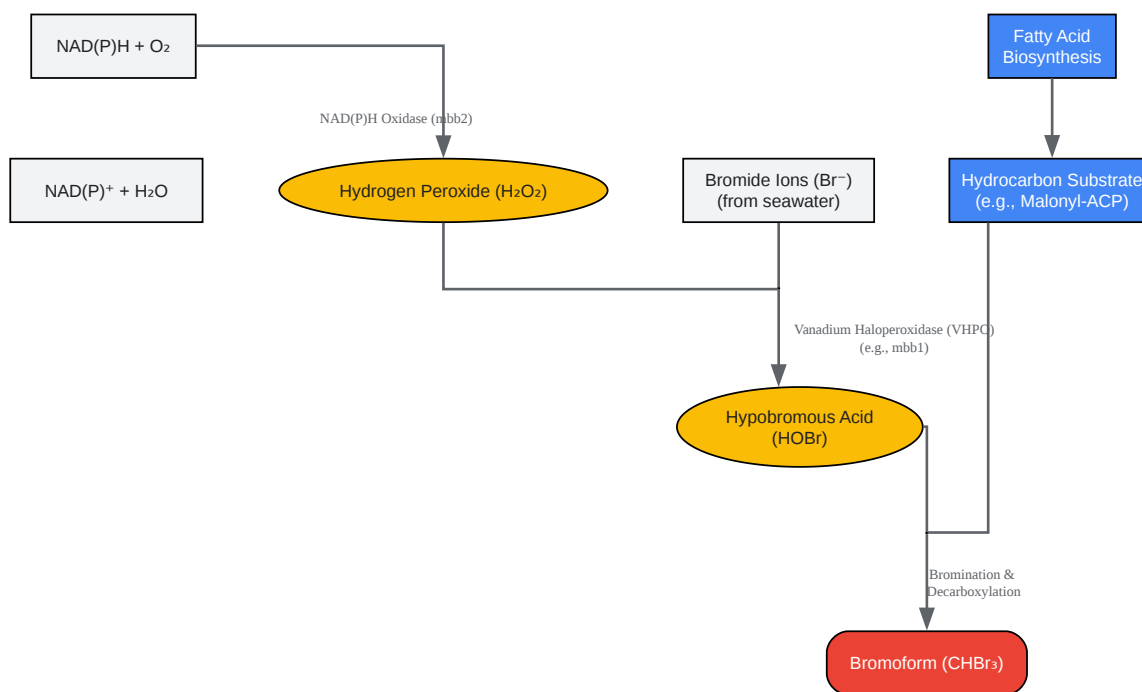 NAD(P)H + O₂
Fatty Acid
Biosynthesis
NAD(P)H Oxidase (mbb2)
NAD(P)⁺ + H₂O
Hydrogen Peroxide (H₂O₂)
Bromide Ions (Br⁻)
(from seawater)
Hydrocarbon Substrate
(e.g., Malonyl-ACP)
Vanadium Haloperoxidase (VHPO)
(e.g., mbb1)
Hypobromous Acid
(HOBr)
Bromination &
Decarboxylation
Bromoform (CHBr₃)